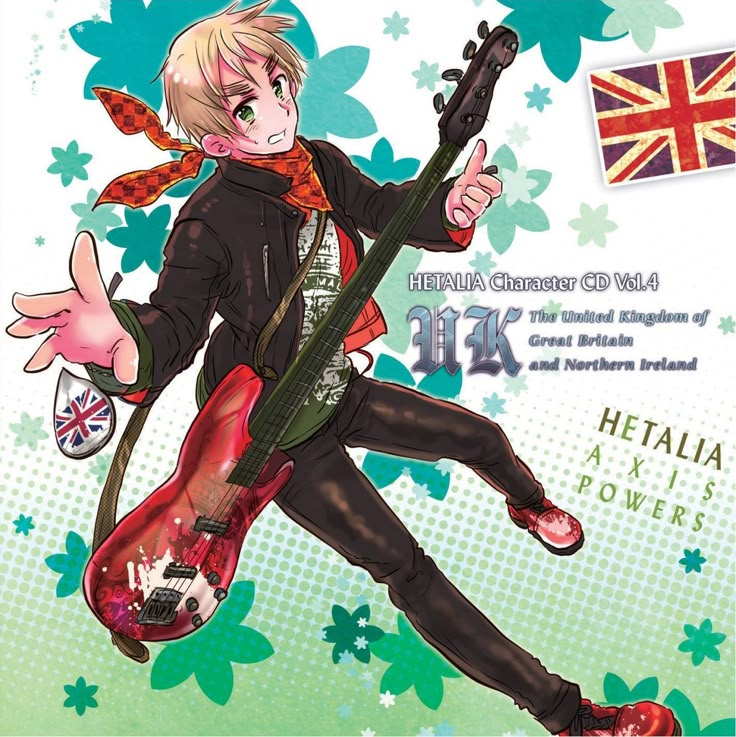 HETALIA Character CD Vol.4
UK
The United Kingdom of
Great Britain
and Northern Ireland
HETALIA
AXIS
POWERS